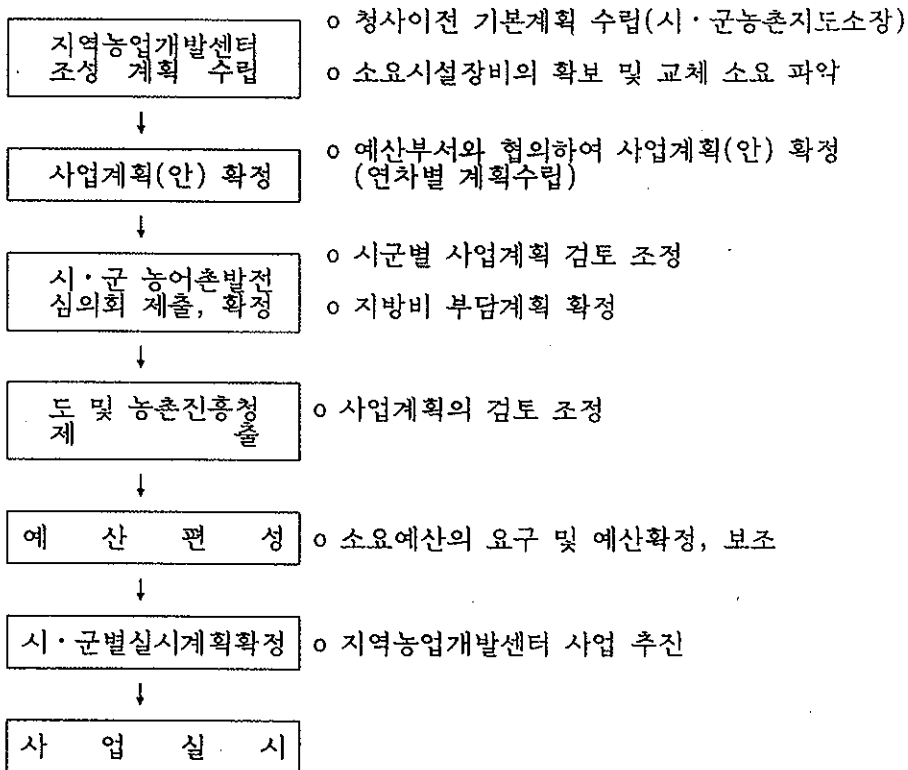 지역농업개발센터
조성 계획 수립
o 청사이전 기본계획 수립(시·군농촌지도소장)
o 소요시설장비의 확보 및 교체 소요 파악
↓
사업계획(안) 확정
o 예산부서와 협의하여 사업계획(안) 확정
(연차별 계획수립)
↓
시·군 농어촌발전
심의회 제출, 확정
o 시군별 사업계획 검토 조정
o 지방비 부담계획 확정
↓
도 및 농촌진흥청
제 출
o 사업계획의 검토 조정
↓
예 산 편 성
o 소요예산의 요구 및 예산확정, 보조
↓
시·군별실시계획확정
o 지역농업개발센터 사업 추진
↓
사 업 실 시